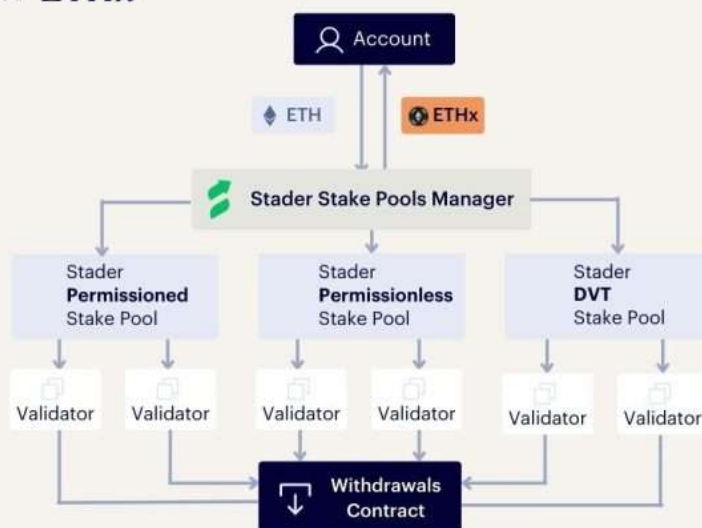 Account
ETH
ETHx
Stader Stake Pools Manager
Stader
Permissioned
Stake Pool
Stader
Permissionless
Stake Pool
Stader
DVT
Stake Pool
Validator
Validator
Validator
Validator
Validator
Validator
Withdrawals
Contract